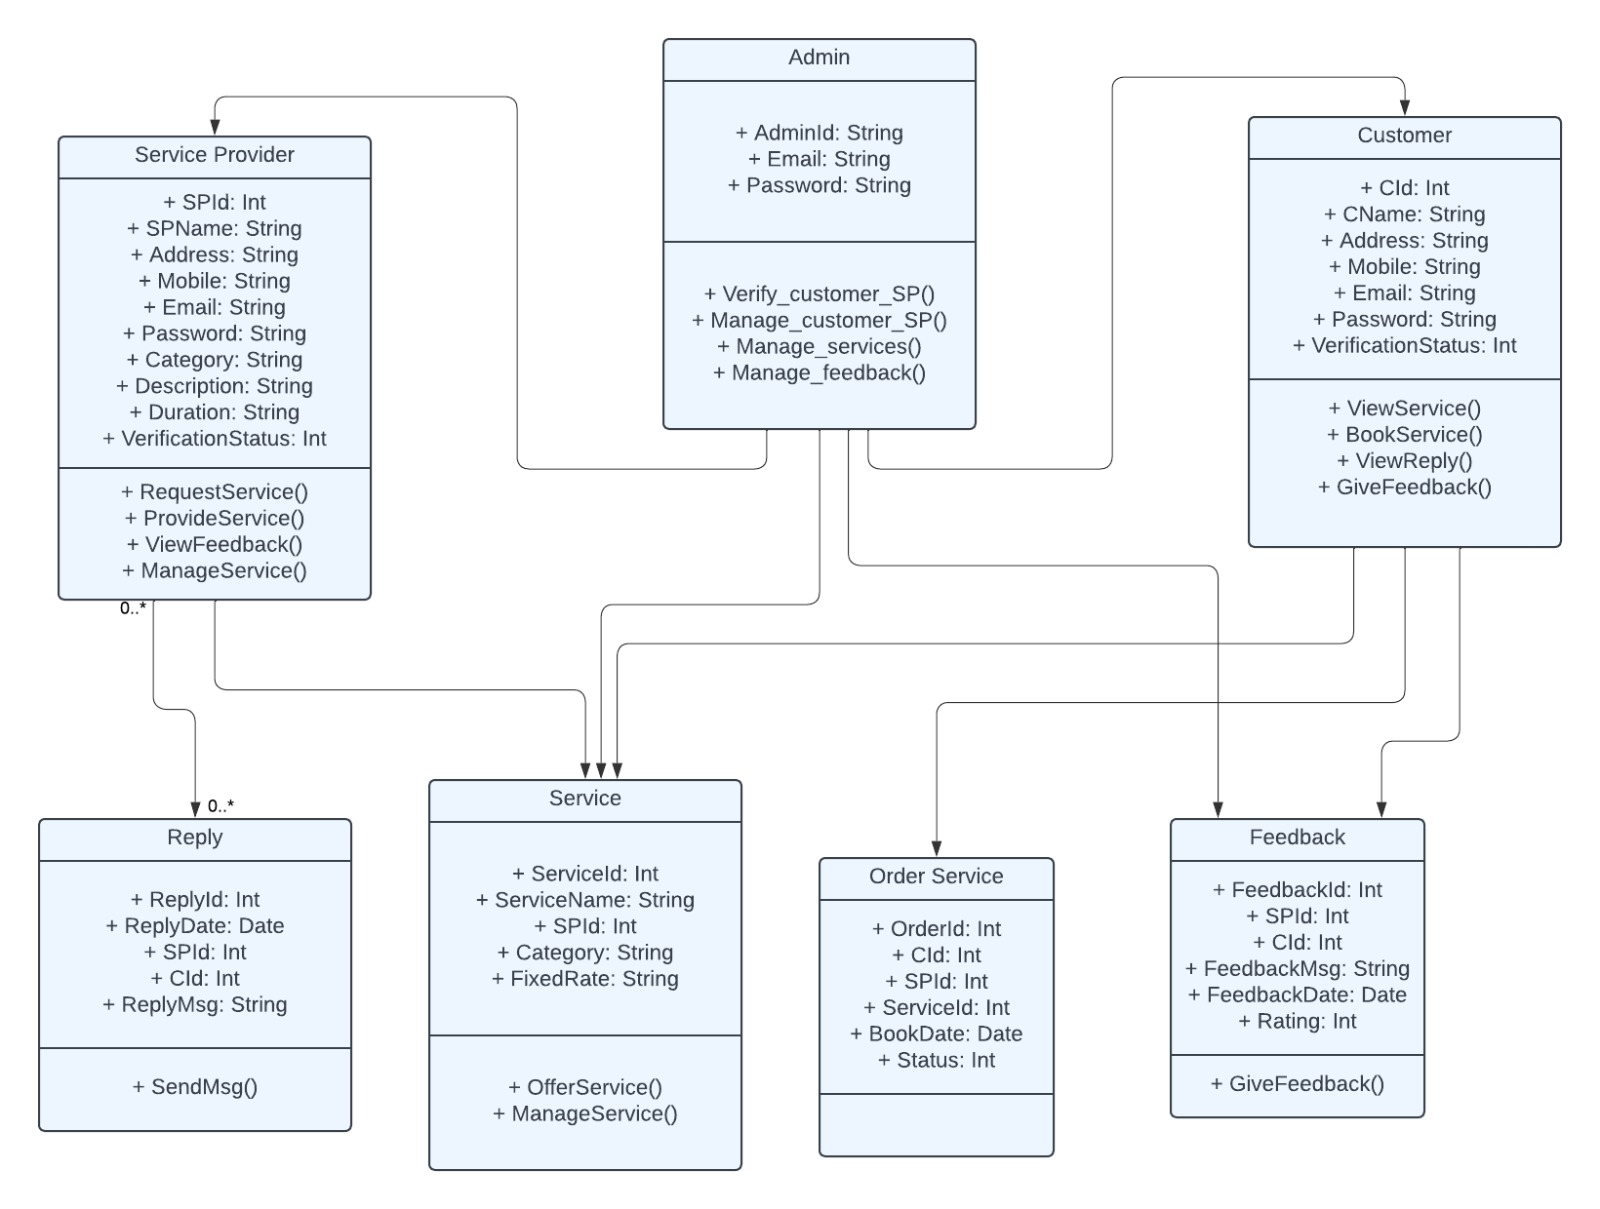 Admin
+ AdminId: String
+ Email: String
+ Password: String
+ Verify_customer_SP()
+ Manage_customer_SP()
+ Manage_services()
+ Manage_feedback()
Service Provider
+ SPId: Int
+ SPName: String
+ Address: String
+ Mobile: String
+ Email: String
+ Password: String
+ Category: String
+ Description: String
+ Duration: String
+ VerificationStatus: Int
+ RequestService()
+ ProvideService()
+ ViewFeedback()
+ ManageService()
Customer
+ CId: Int
+ CName: String
+ Address: String
+ Mobile: String
+ Email: String
+ Password: String
+ VerificationStatus: Int
+ ViewService()
+ BookService()
+ ViewReply()
+ GiveFeedback()
0..*
0..*
Reply
+ ReplyId: Int
+ ReplyDate: Date
+ SPId: Int
+ CId: Int
+ ReplyMsg: String
+ SendMsg()
Service
+ ServiceId: Int
+ ServiceName: String
+ SPId: Int
+ Category: String
+ FixedRate: String
+ OfferService()
+ ManageService()
Order Service
+ OrderId: Int
+ CId: Int
+ SPId: Int
+ ServiceId: Int
+ BookDate: Date
+ Status: Int
Feedback
+ FeedbackId: Int
+ SPId: Int
+ CId: Int
+ FeedbackMsg: String
+ FeedbackDate: Date
+ Rating: Int
+ GiveFeedback()